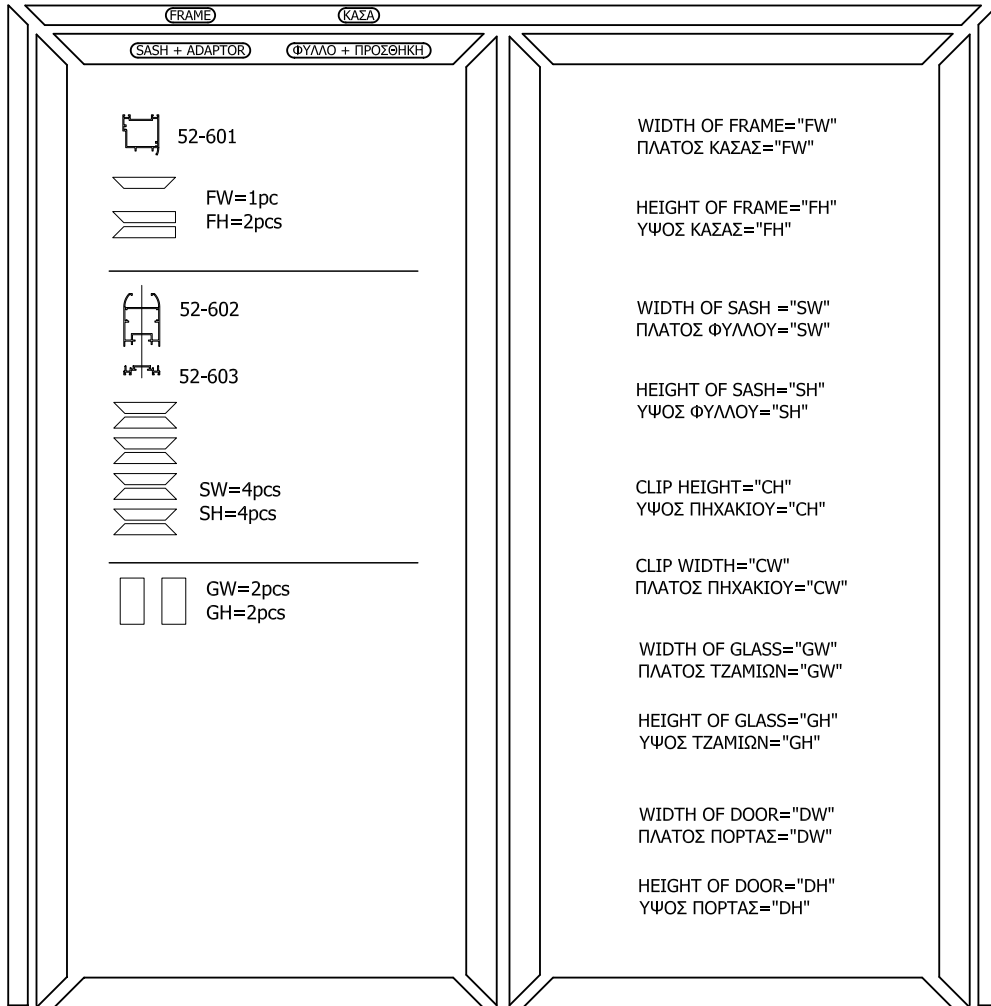 FRAME
ΚΑΣΑ
SASH + ADAPTOR
ΦΥΛΛΟ + ΠΡΟΣΘΗΚΗ
52-601
FW=1pc
FH=2pcs
52-602
52-603
SW=4pcs
SH=4pcs
GW=2pcs
GH=2pcs
WIDTH OF FRAME="FW"
ΠΛΑΤΟΣ ΚΑΣΑΣ="FW"
HEIGHT OF FRAME="FH"
ΥΨΟΣ ΚΑΣΑΣ="FH"
WIDTH OF SASH ="SW"
ΠΛΑΤΟΣ ΦΥΛΛΟΥ="SW"
HEIGHT OF SASH="SH"
ΥΨΟΣ ΦΥΛΛΟΥ="SH"
CLIP HEIGHT="CH"
ΥΨΟΣ ΠΗΧΑΚΙΟΥ="CH"
CLIP WIDTH="CW"
ΠΛΑΤΟΣ ΠΗΧΑΚΙΟΥ="CW"
WIDTH OF GLASS="GW"
ΠΛΑΤΟΣ ΤΖΑΜΙΩΝ="GW"
HEIGHT OF GLASS="GH"
ΥΨΟΣ ΤΖΑΜΙΩΝ="GH"
WIDTH OF DOOR="DW"
ΠΛΑΤΟΣ ΠΟΡΤΑΣ="DW"
HEIGHT OF DOOR="DH"
ΥΨΟΣ ΠΟΡΤΑΣ="DH"